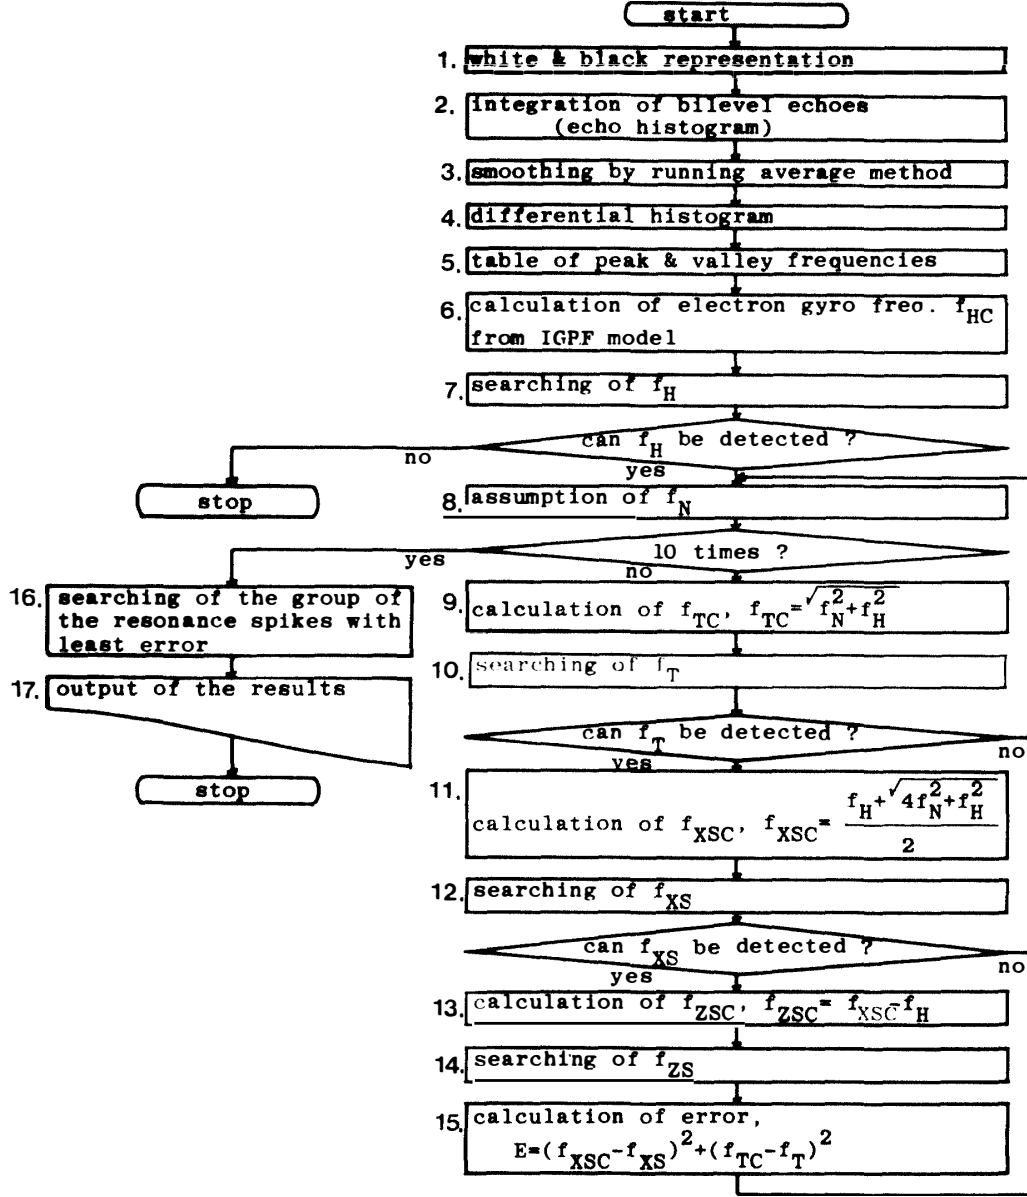 start
1. white & black representation
2. integration of bilevel echoes
(echo histogram)
3. smoothing by running average method
4. differential histogram
5. table of peak & valley frequencies
6. calculation of electron gyro freo. f_HC
from IGPF model
7. searching of f_H
can f_H be detected ?
no
yes
stop
8. assumption of f_N
10 times ?
yes
no
16. searching of the group of
the resonance spikes with
least error
17. output of the results
stop
9. calculation of f_TC, f_TC=√f_N^2+f_H^2
10. searching of f_T
can f_T be detected ?
no
yes
11. calculation of f_XSC, f_XSC= (f_H+√4f_N^2+f_H^2)/2
12. searching of f_XS
can f_XS be detected ?
no
yes
13. calculation of f_ZSC, f_ZSC= f_XSC-f_H
14. searching of f_ZS
15. calculation of error,
E=(f_XSC-f_XS)^2+(f_TC-f_T)^2